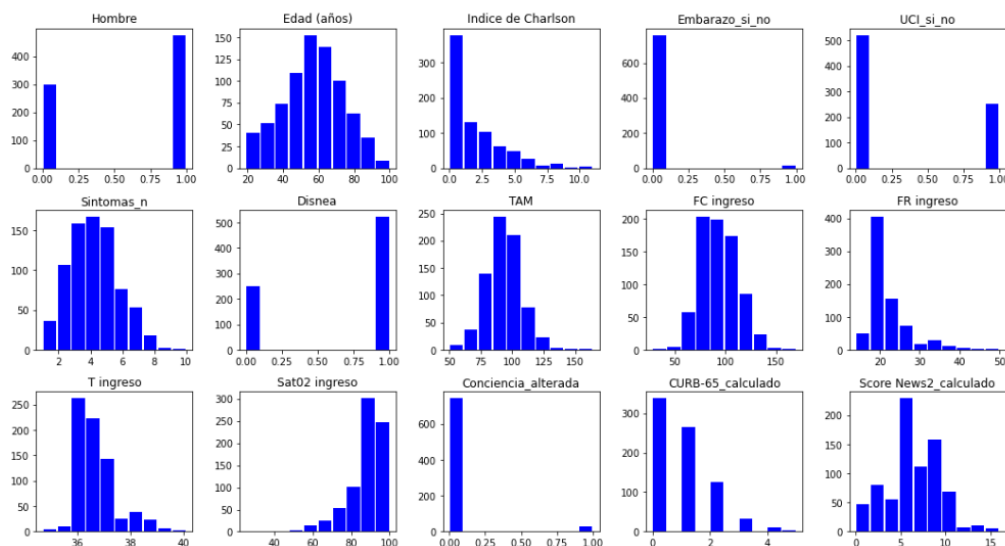 Hombre
Edad (años)
Indice de Charlson
Embarazo_si_no
UCI_si_no
400
300
200
100
0
0.00 0.25 0.50 0.75 1.00
150
125
100
75
50
25
0
20 40 60 80 100
300
200
100
0
0.0 2.5 5.0 7.5 10.0
600
400
200
0
0.00 0.25 0.50 0.75 1.00
500
400
300
200
100
0
0.00 0.25 0.50 0.75 1.00
Sintomas_n
Disnea
TAM
FC ingreso
FR ingreso
150
100
50
0
2 4 6 8 10
500
400
300
200
100
0
0.00 0.25 0.50 0.75 1.00
250
200
150
100
50
0
50 75 100 125 150
200
150
100
50
0
50 100 150
400
300
200
100
0
20 30 40 50
T ingreso
Sat02 ingreso
Conciencia_alterada
CURB-65_calculado
Score News2_calculado
250
200
150
100
50
0
36 38 40
300
250
200
150
100
50
0
40 60 80 100
600
400
200
0
0.00 0.25 0.50 0.75 1.00
300
200
100
0
0 2 4
200
150
100
50
0
0 5 10 15